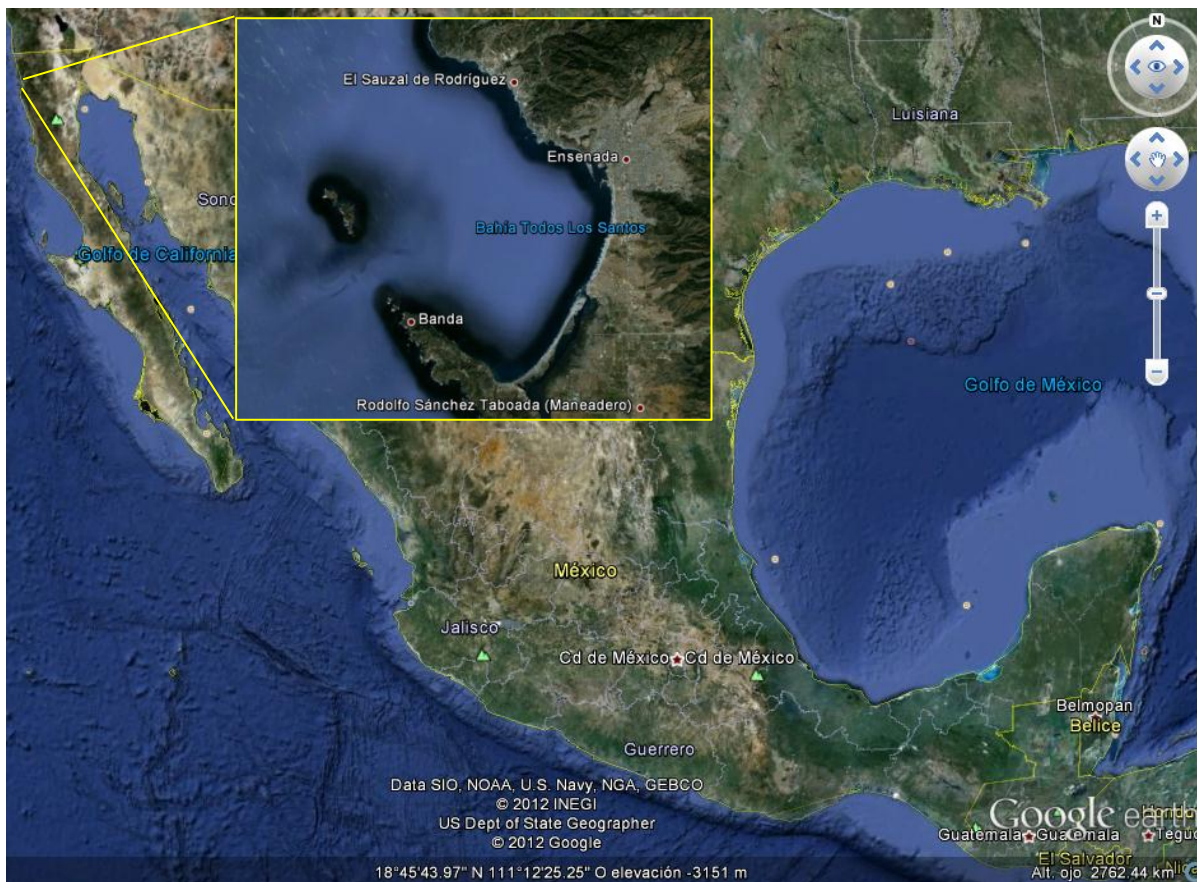 N
El Sauzal de Rodríguez
Luisiana
Ensenada
Sono
Bahía Todos Los Santos
Golfo de California
Banda
Golfo de México
Rodolfo Sánchez Taboada (Maneadero)
México
Jalisco
Cd de México Cd de México
Belmopan
Belice
Guerrero
Data SIO, NOAA, U.S. Navy, NGA, GEBCO
© 2012 INEGI
US Dept of State Geographer
© 2012 Google
Google earth
Guatemala Guatemala
Teguc
El Salvador
18°45'43.97" N 111°12'25.25" O elevación -3151 m
Alt. ojo 2762.44 km